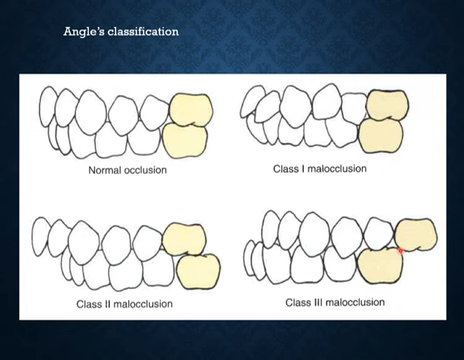 Angle's classification
Normal occlusion
Class I malocclusion
Class II malocclusion
Class III malocclusion